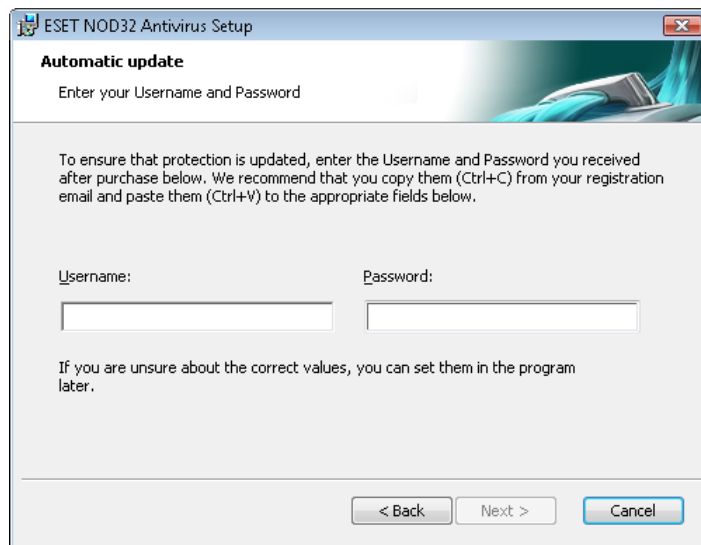 ESET NOD32 Antivirus Setup
Automatic update
Enter your Username and Password
To ensure that protection is updated, enter the Username and Password you received
after purchase below. We recommend that you copy them (Ctrl+C) from your registration
email and paste them (Ctrl+V) to the appropriate fields below.
Username:
Password:
If you are unsure about the correct values, you can set them in the program
later.
< Back
Next >
Cancel